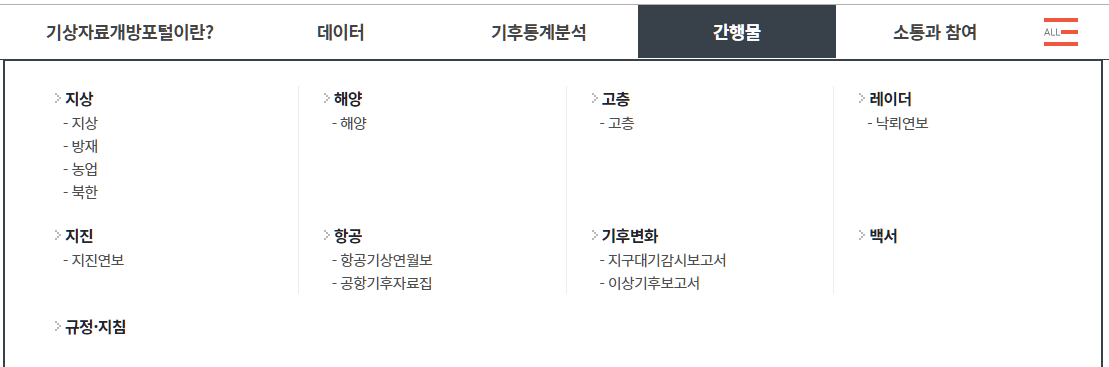 기상자료개방포털이란?
데이터
기후통계분석
간행물
소통과 참여
ALL
지상
- 지상
- 방재
- 농업
- 북한
해양
- 해양
고층
- 고층
레이더
- 낙뢰연보
지진
- 지진연보
항공
- 항공기상연월보
- 공항기후자료집
기후변화
- 지구대기감시보고서
- 이상기후보고서
백서
규정·지침